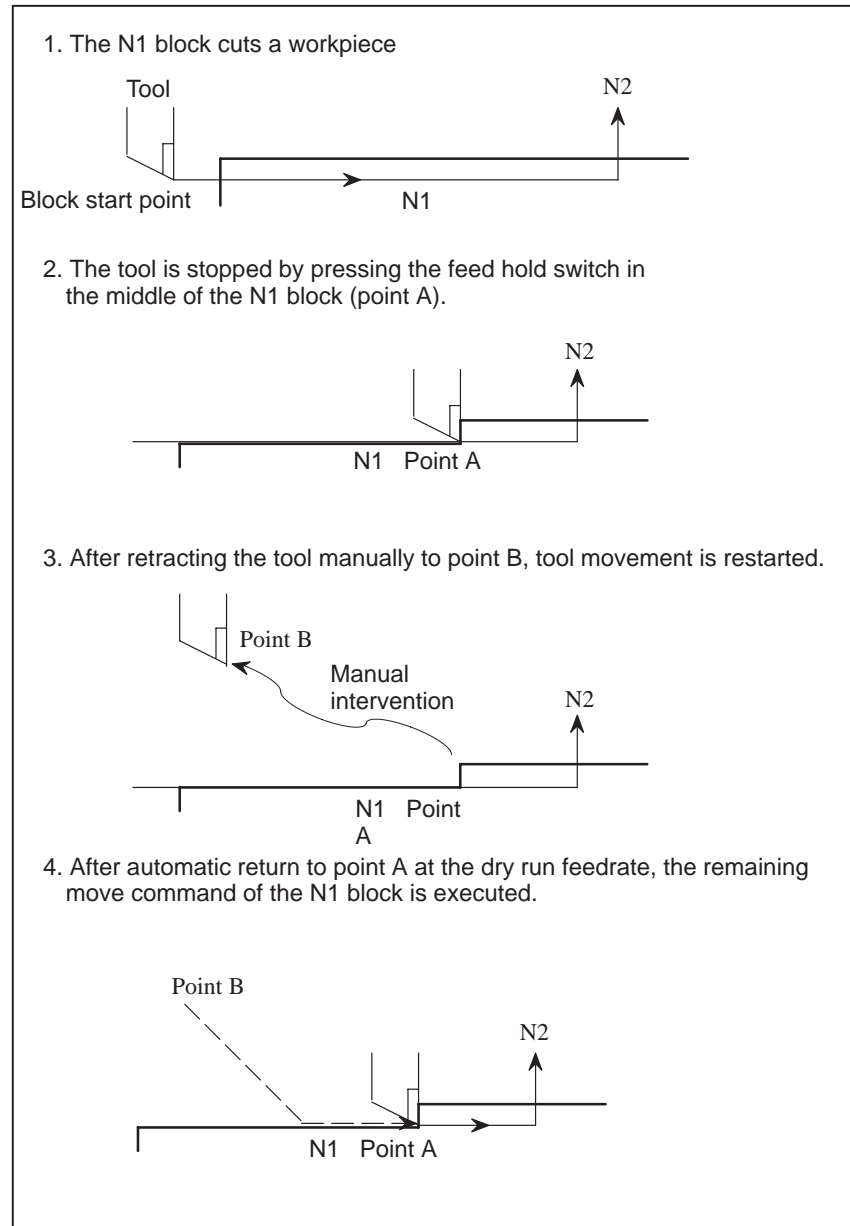 1. The N1 block cuts a workpiece
Tool
N2
Block start point
N1
2. The tool is stopped by pressing the feed hold switch in
the middle of the N1 block (point A).
N2
N1 Point A
3. After retracting the tool manually to point B, tool movement is restarted.
Point B
Manual
intervention
N2
N1 Point
A
4. After automatic return to point A at the dry run feedrate, the remaining
move command of the N1 block is executed.
Point B
N2
N1 Point A